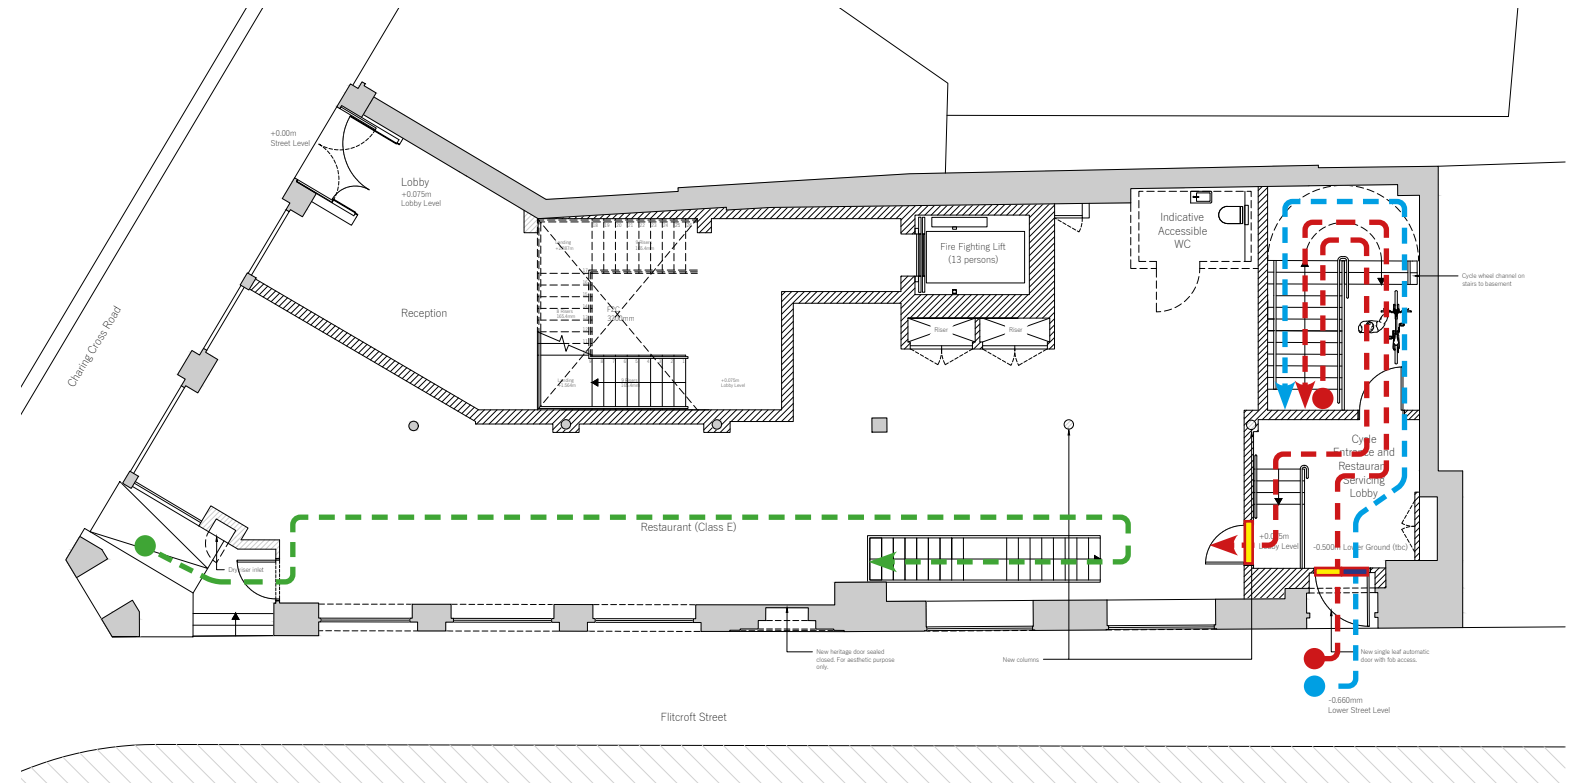 +0.00m
Street Level
Lobby
+0.075m
Lobby Level
Indicative
Accessible
WC
Fire Fighting Lift
(13 persons)
Cycle wheel channel on
stairs to basement
Reception
Riser
Riser
Charing Cross Road
+0.075m
Lobby Level
Cycle
Entrance and
Restaurant
Servicing
Lobby
Restaurant (Class E)
Lobby Level
-0.500m Lower Ground (tbc)
Dry riser inlet
New heritage door sealed
closed. For aesthetic purpose
only.
New columns
New single leaf automatic
door with fob access.
-0.660mm
Lower Street Level
Flitcroft Street